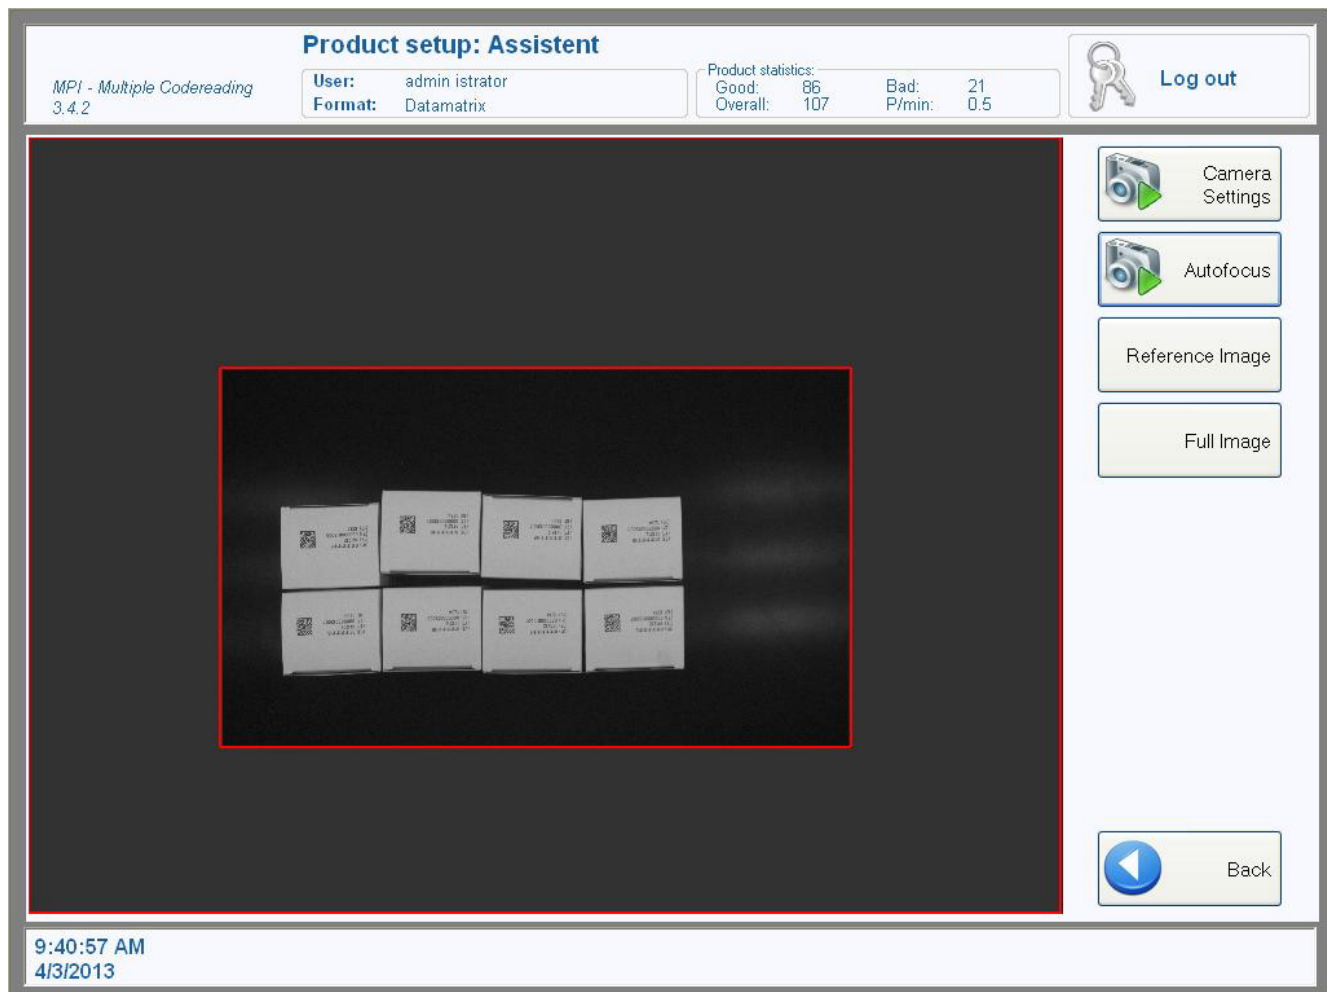 Product setup: Assistent
MPI - Multiple Codereading
3.4.2
User: admin istrator
Format: Datamatrix
Product statistics:
Good: 86 Bad: 21
Overall: 107 P/min: 0.5
Log out
Camera
Settings
Autofocus
Reference Image
Full Image
Back
9:40:57 AM
4/3/2013